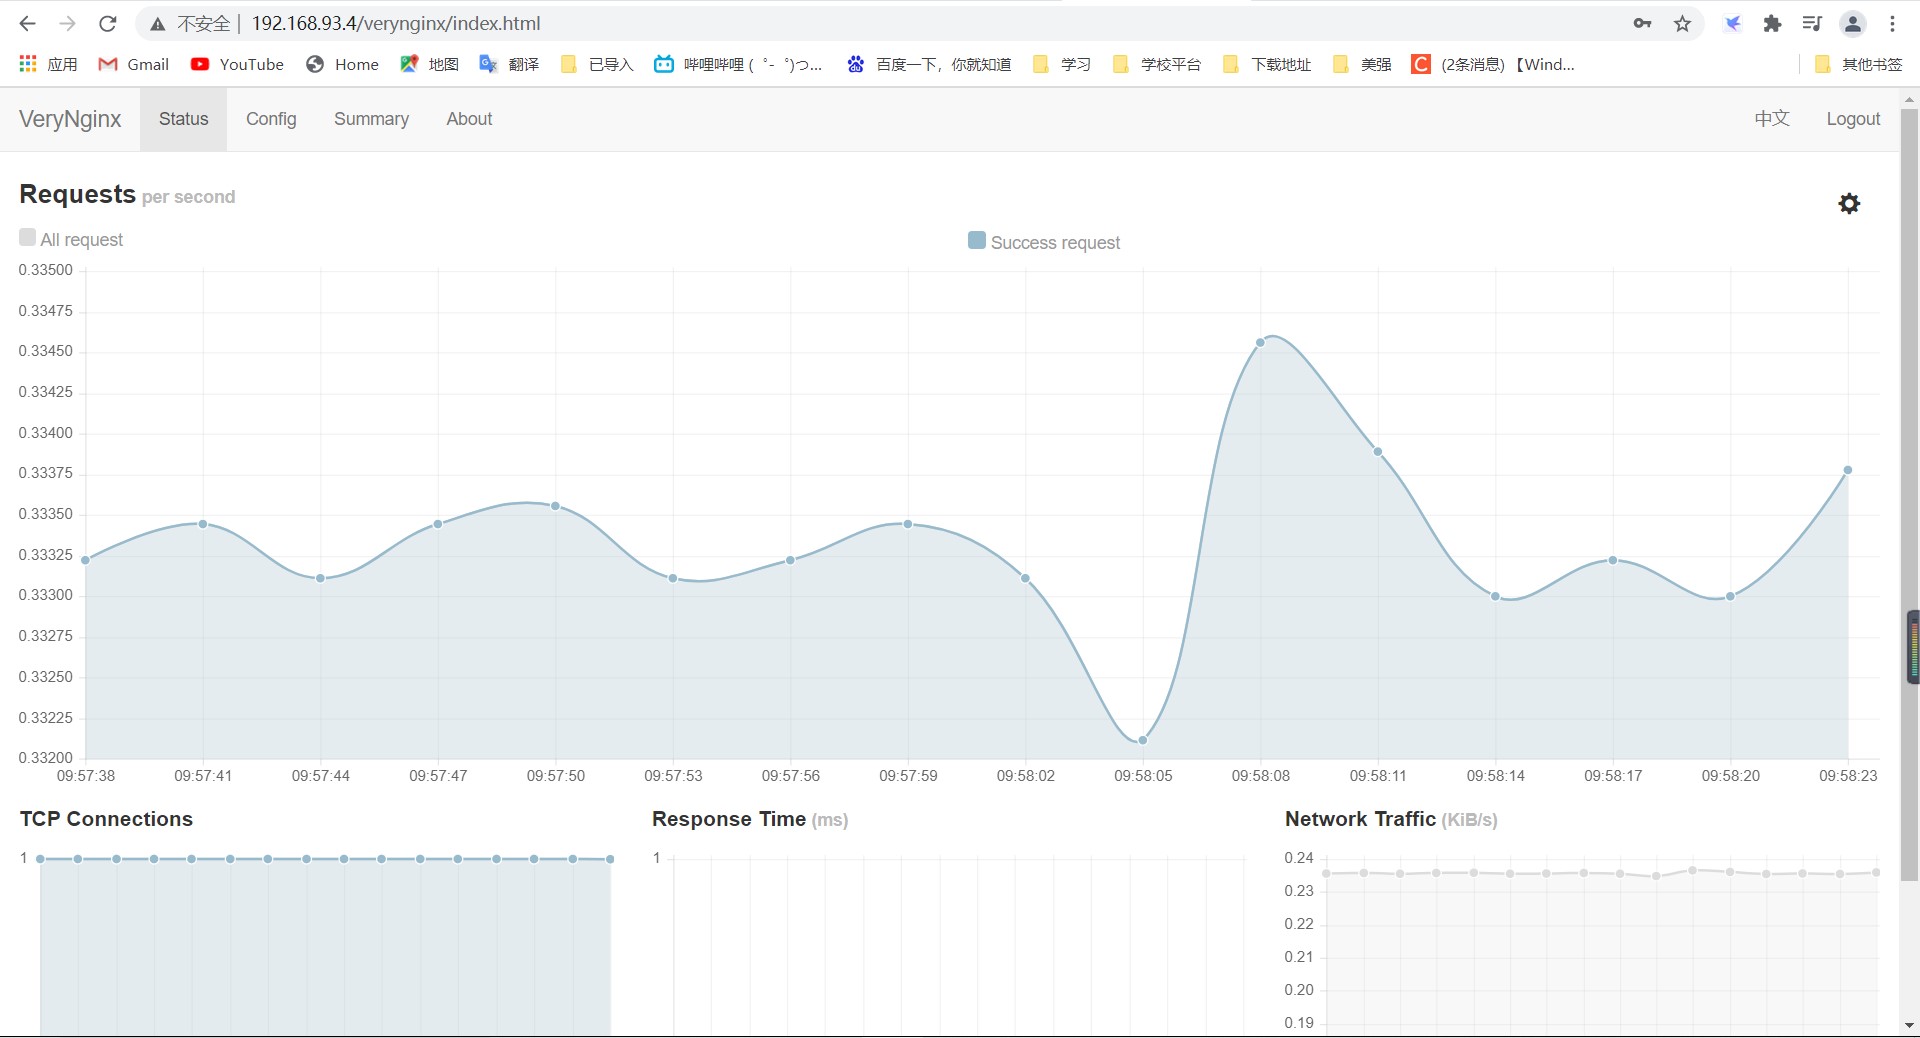 不安全 | 192.168.93.4/verynginx/index.html
应用 Gmail YouTube Home 地图 翻译 已导入 哔哩哔哩 ( ゜- ゜)つ... 百度一下，你就知道 学习 学校平台 下载地址 美强 (2条消息) 【Wind... 其他书签
VeryNginx Status Config Summary About 中文 Logout
Requests per second
All request Success request
0.33500
0.33475
0.33450
0.33425
0.33400
0.33375
0.33350
0.33325
0.33300
0.33275
0.33250
0.33225
0.33200
09:57:38 09:57:41 09:57:44 09:57:47 09:57:50 09:57:53 09:57:56 09:57:59 09:58:02 09:58:05 09:58:08 09:58:11 09:58:14 09:58:17 09:58:20 09:58:23
TCP Connections
1
Response Time (ms)
1
Network Traffic (KiB/s)
0.24
0.23
0.22
0.21
0.20
0.19